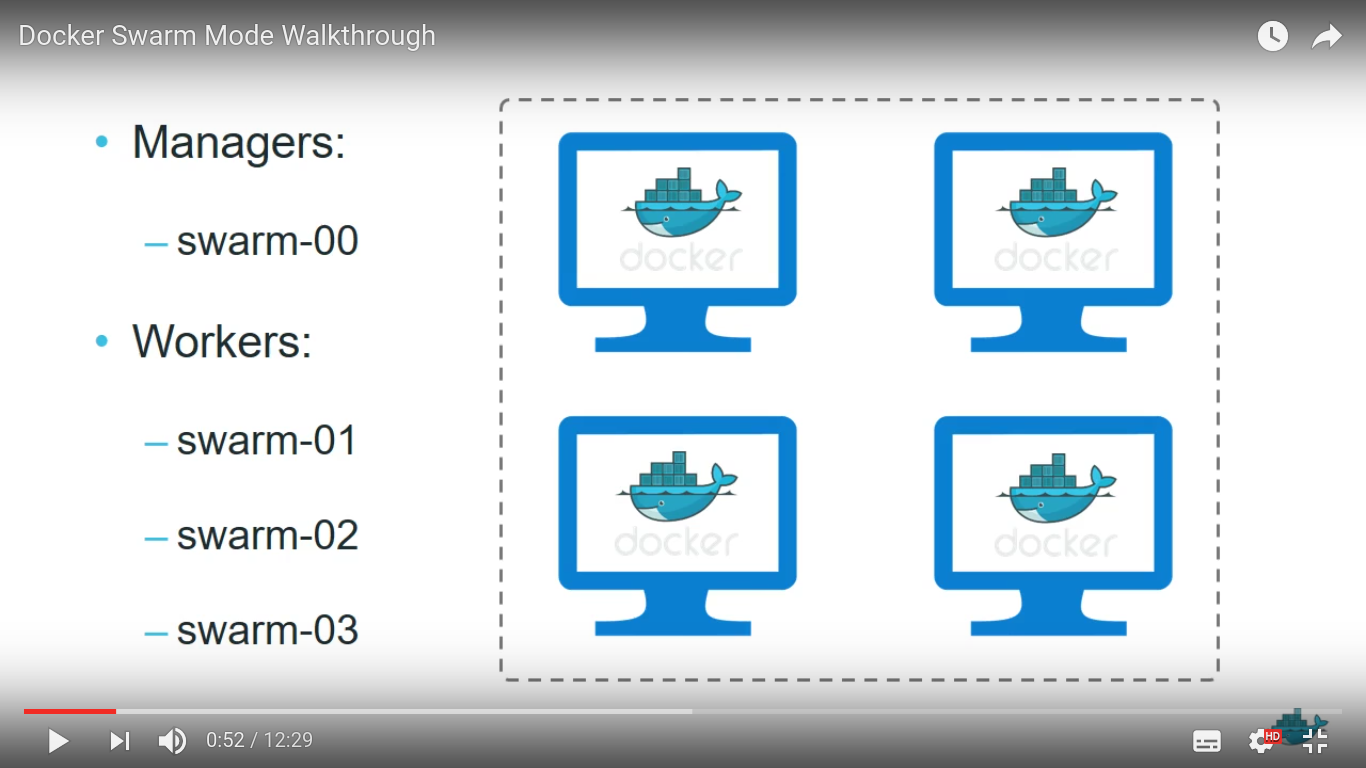 Docker Swarm Mode Walkthrough
• Managers:
– swarm-00
• Workers:
– swarm-01
– swarm-02
– swarm-03
docker
docker
docker
docker
0:52 / 12:29
HD